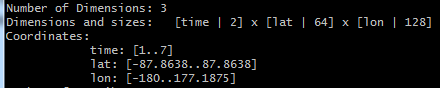 Number of Dimensions: 3
Dimensions and sizes:   [time | 2] x [lat | 64] x [lon | 128]
Coordinates:
            time: [1..7]
            lat: [-87.8638..87.8638]
            lon: [-180..177.1875]